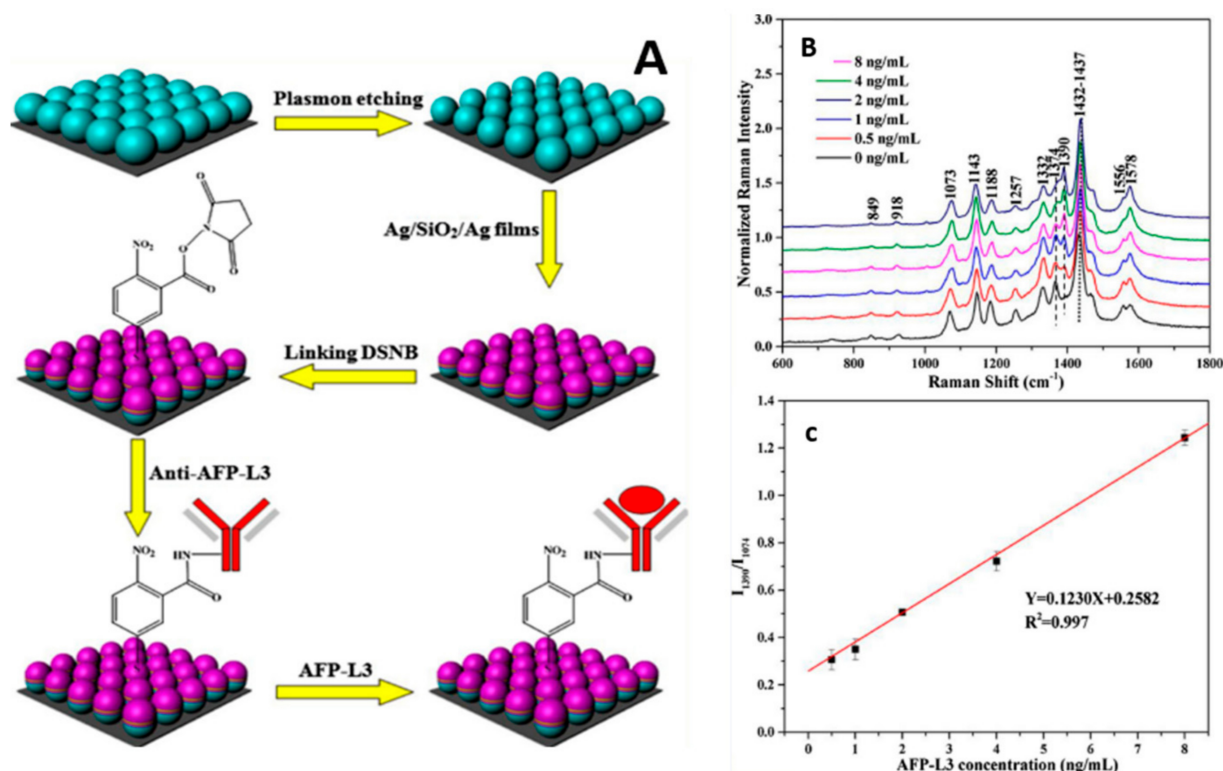 A
Plasmon etching
Ag/SiO2/Ag films
O
N
O
O
NO2
O
Linking DSNB
Anti-AFP-L3
NO2
HN
O
AFP-L3
NO2
HN
O
B
3.0
2.5
2.0
1.5
1.0
0.5
0.0
Normalized Raman Intensity
8 ng/mL
4 ng/mL
2 ng/mL
1 ng/mL
0.5 ng/mL
0 ng/mL
849
918
1073
1143
1188
1257
1332
1374
1390
1432-1437
1556
1578
600 800 1000 1200 1400 1600 1800
Raman Shift (cm-1)
c
1.4
1.2
1.0
0.8
0.6
0.4
0.2
0.0
I1390/I1074
Y=0.1230X+0.2582
R2=0.997
0 1 2 3 4 5 6 7 8
AFP-L3 concentration (ng/mL)